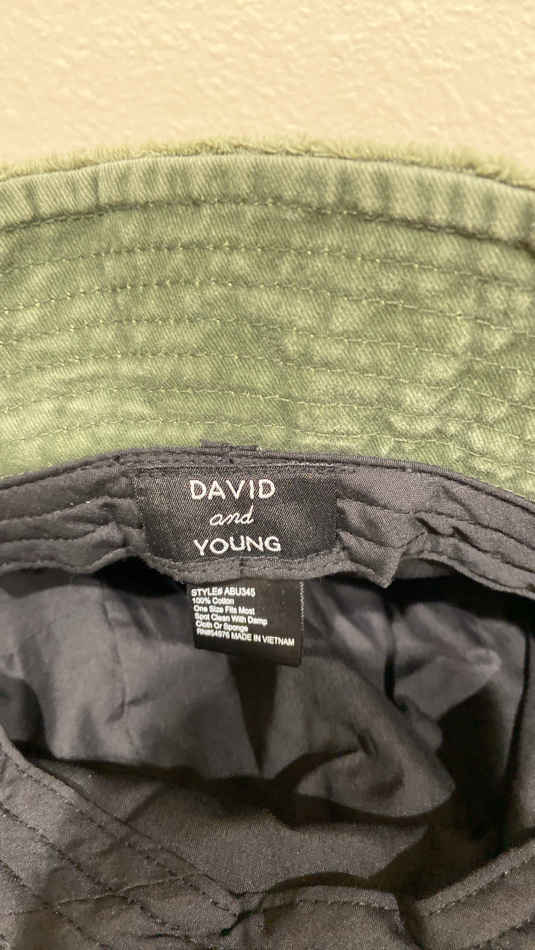 DAVID
and
YOUNG
STYLE# ABU345
100% Cotton
One Size Fits Most
Spot Clean With Damp
Cloth Or Sponge
RN#54976 MADE IN VIETNAM